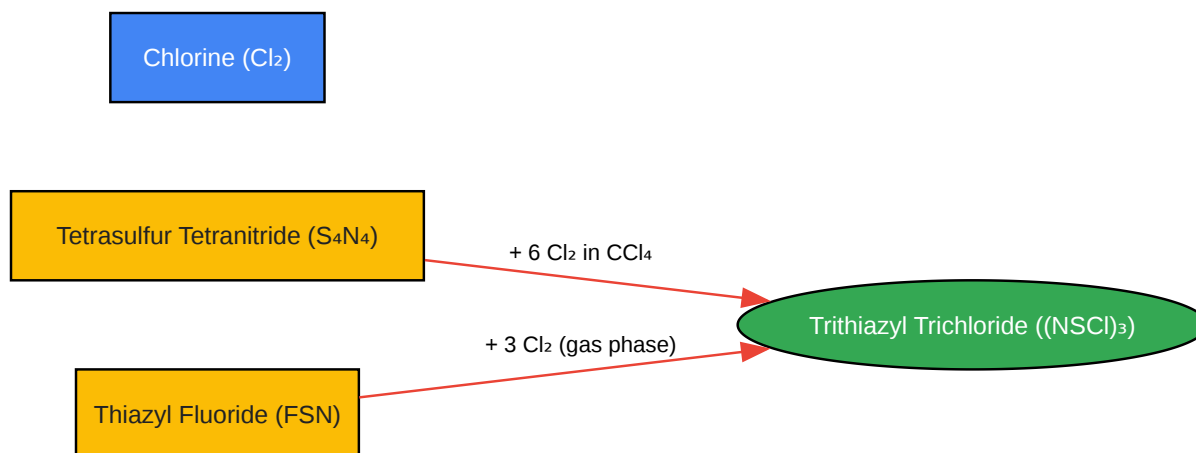 Chlorine (Cl₂)
Tetrasulfur Tetranitride (S₄N₄)
+ 6 Cl₂ in CCl₄
Trithiazyl Trichloride ((NSCl)₃)
+ 3 Cl₂ (gas phase)
Thiazyl Fluoride (FSN)